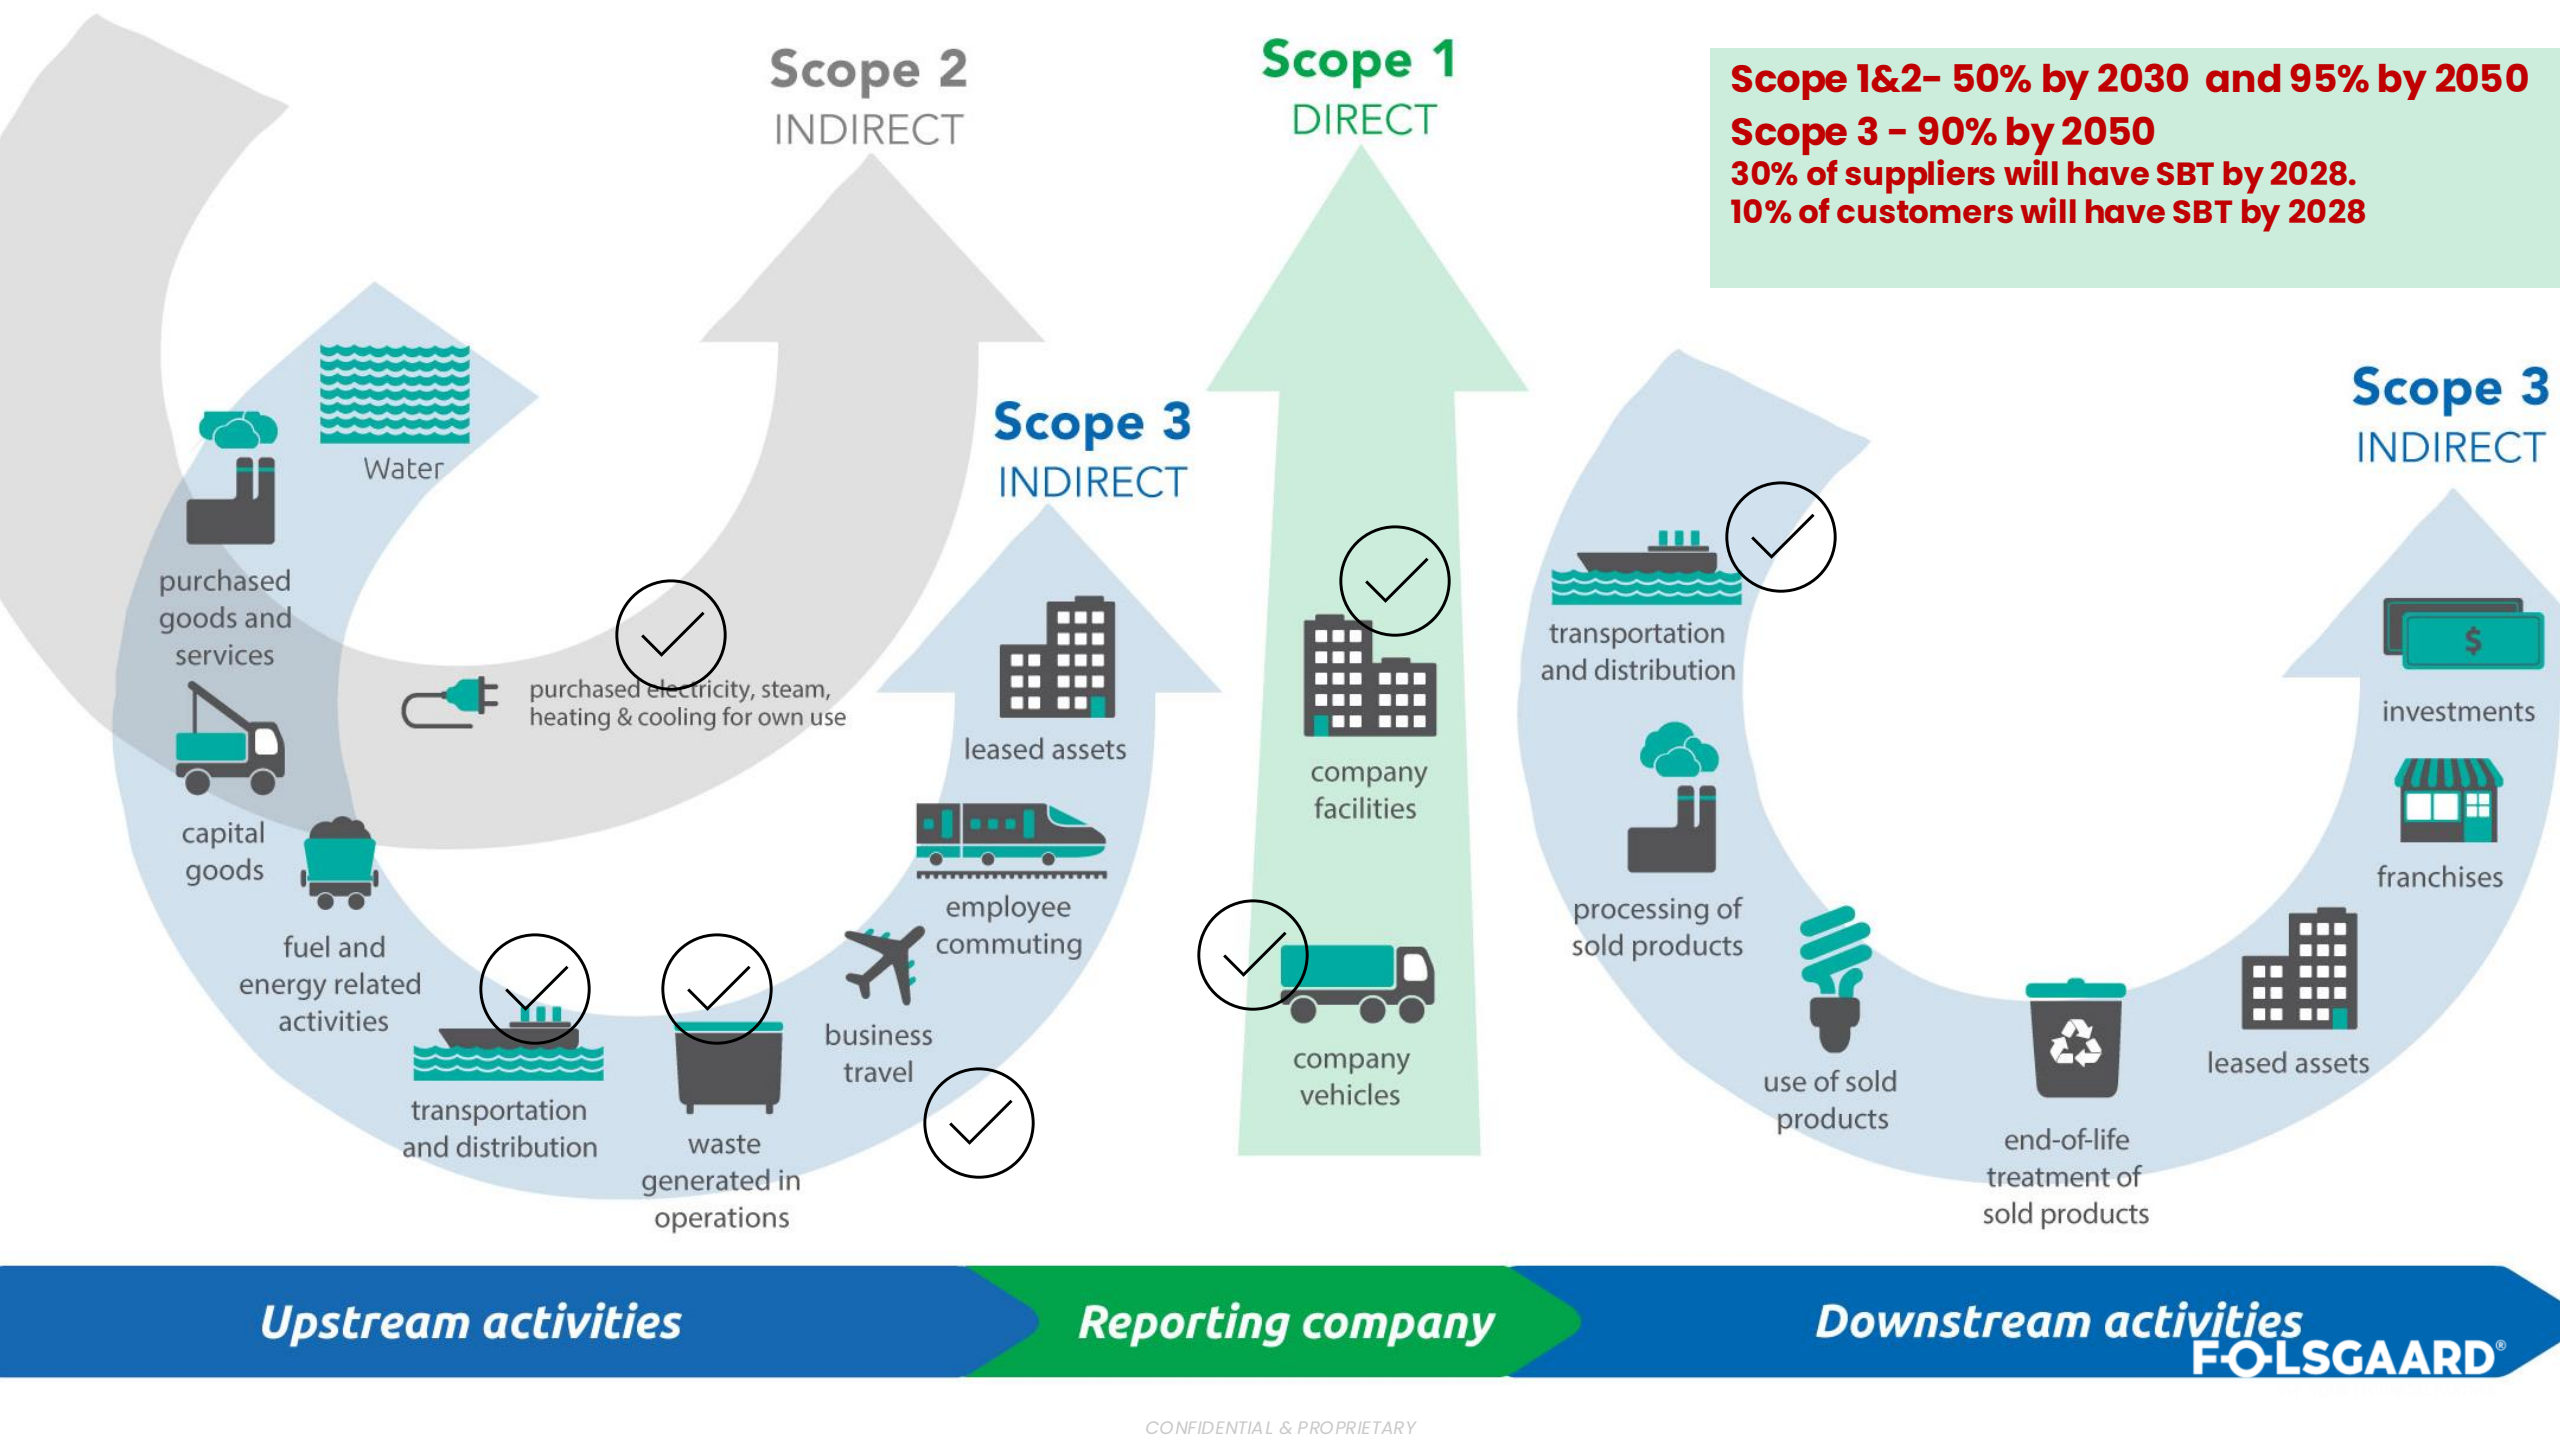 Scope 2
INDIRECT
Scope 1
DIRECT
Scope 1&2- 50% by 2030 and 95% by 2050
Scope 3 - 90% by 2050
30% of suppliers will have SBT by 2028.
10% of customers will have SBT by 2028
Water
purchased
goods and
services
capital
goods
fuel and
energy related
activities
transportation
and distribution
waste
generated in
operations
business
travel
employee
commuting
leased assets
Scope 3
INDIRECT
purchased electricity, steam,
heating & cooling for own use
company
facilities
company
vehicles
transportation
and distribution
processing of
sold products
use of sold
products
end-of-life
treatment of
sold products
leased assets
franchises
$
investments
Scope 3
INDIRECT
Upstream activities
Reporting company
Downstream activities
FOLSGAARD®
CONFIDENTIAL & PROPRIETARY